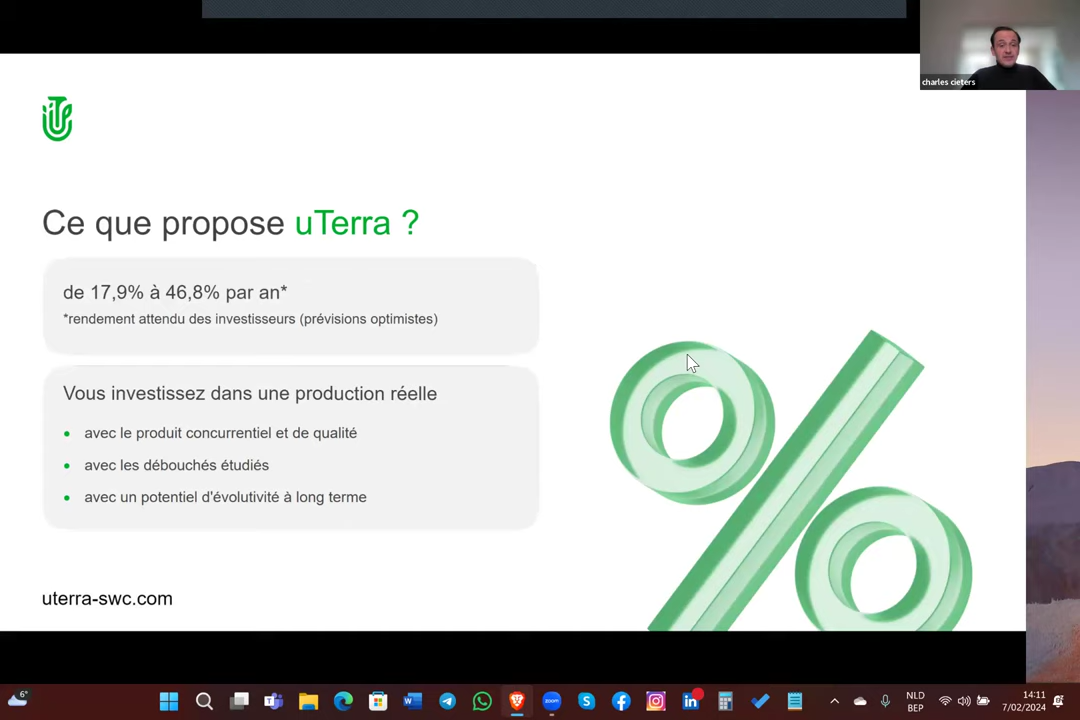 charles cieters
Ce que propose uTerra ?
de 17,9% à 46,8% par an*
*rendement attendu des investisseurs (prévisions optimistes)
Vous investissez dans une production réelle
avec le produit concurrentiel et de qualité
avec les débouchés étudiés
avec un potentiel d'évolutivité à long terme
uterra-swc.com
6°
zoom
NLD
BEP
14:11
7/02/2024